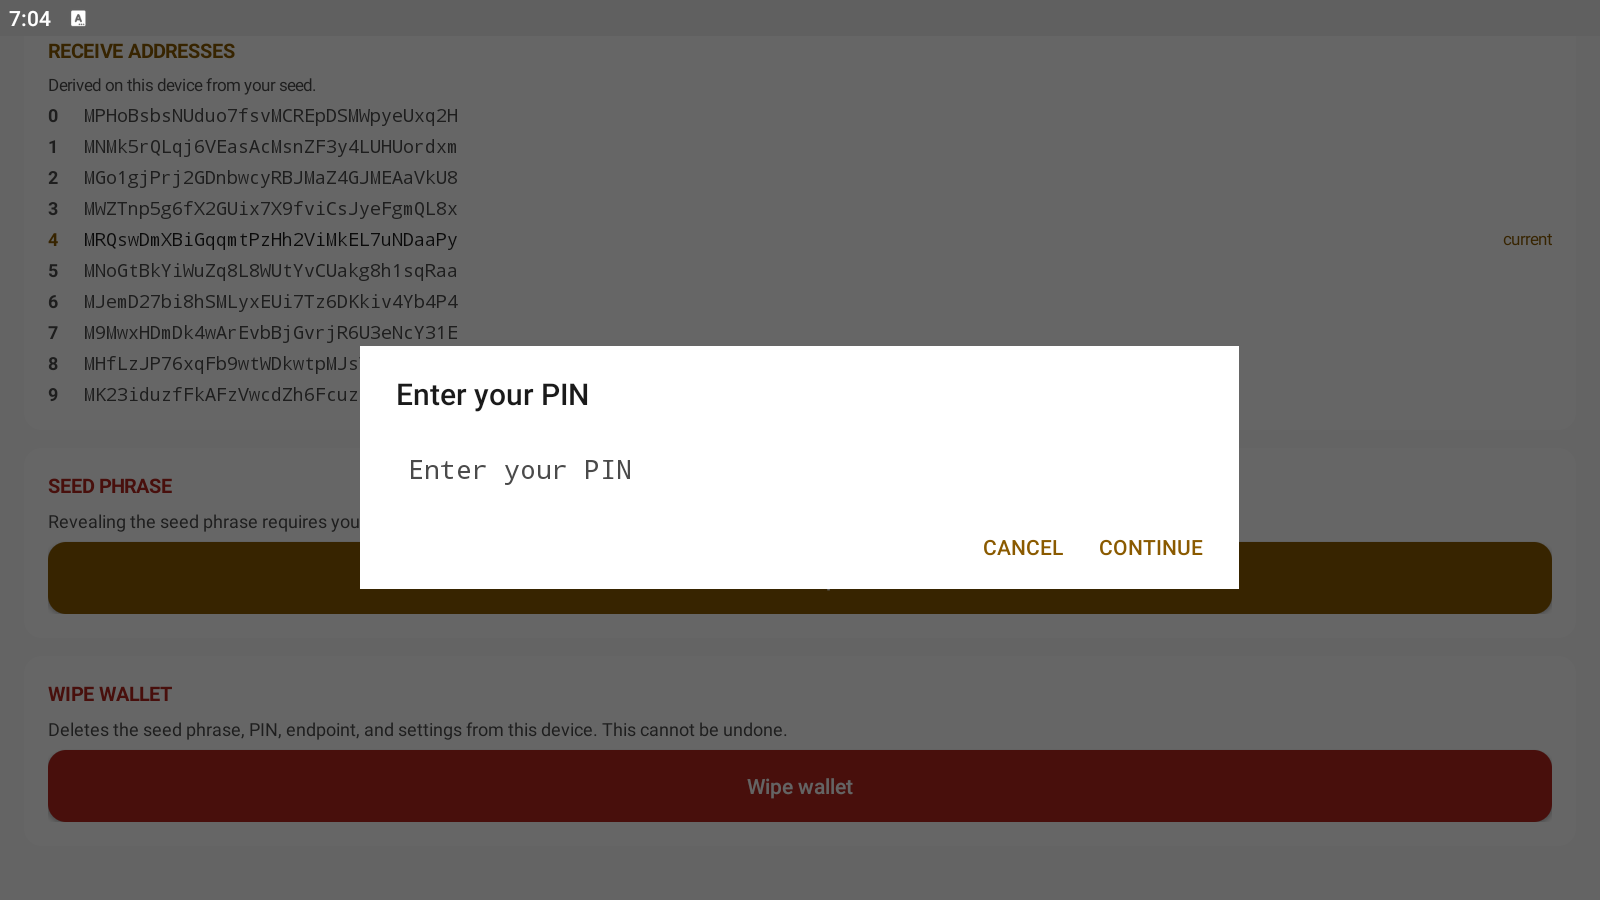 7:04
RECEIVE ADDRESSES
Derived on this device from your seed.
0 MPHoBsbsNUduo7fsvMCREpDSMWpyeUxq2H
1 MNMk5rQLqj6VEasAcMsnZF3y4LUHUordxm
2 MGo1gjPrj2GDnbwcyRBJMaZ4GJMEAaVkU8
3 MWZTnp5g6fX2GUix7X9fviCsJyeFgmQL8x
4 MRQswDmXBiGqqmtPzHh2ViMkEL7uNDaaPy current
5 MNoGtBkYiWuZq8L8WUtYvCUakg8h1sqRaa
6 MJemD27bi8hSMLyxEUi7Tz6DKkiv4Yb4P4
7 M9MwxHDmDk4wArEvbBjGvrjR6U3eNcY31E
8 MHfLzJP76xqFb9wtWDkwtpMJs
9 MK23iduzfFkAFzVwcdZh6Fcuz
Enter your PIN
Enter your PIN
CANCEL CONTINUE
SEED PHRASE
Revealing the seed phrase requires you
WIPE WALLET
Deletes the seed phrase, PIN, endpoint, and settings from this device. This cannot be undone.
Wipe wallet